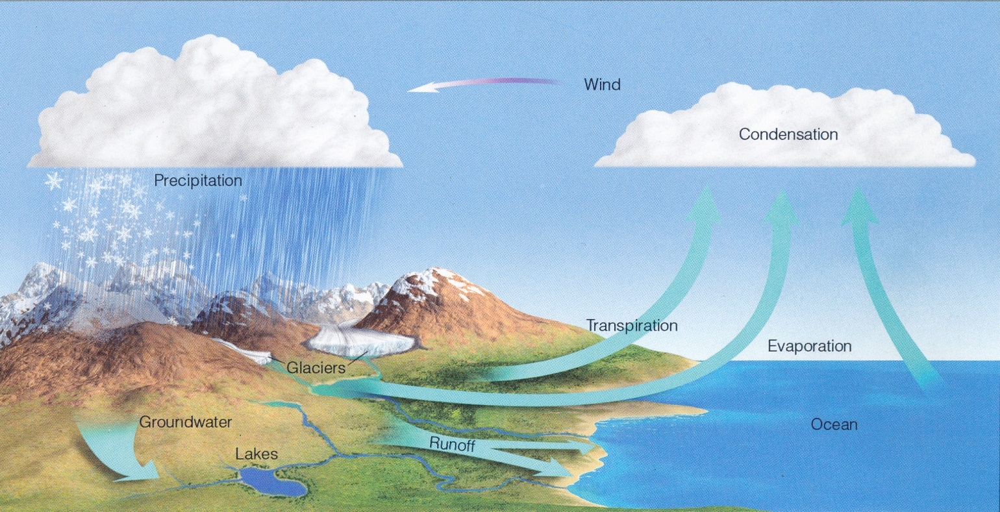 Wind
Condensation
Precipitation
Transpiration
Evaporation
Glaciers
Groundwater
Ocean
Runoff
Lakes